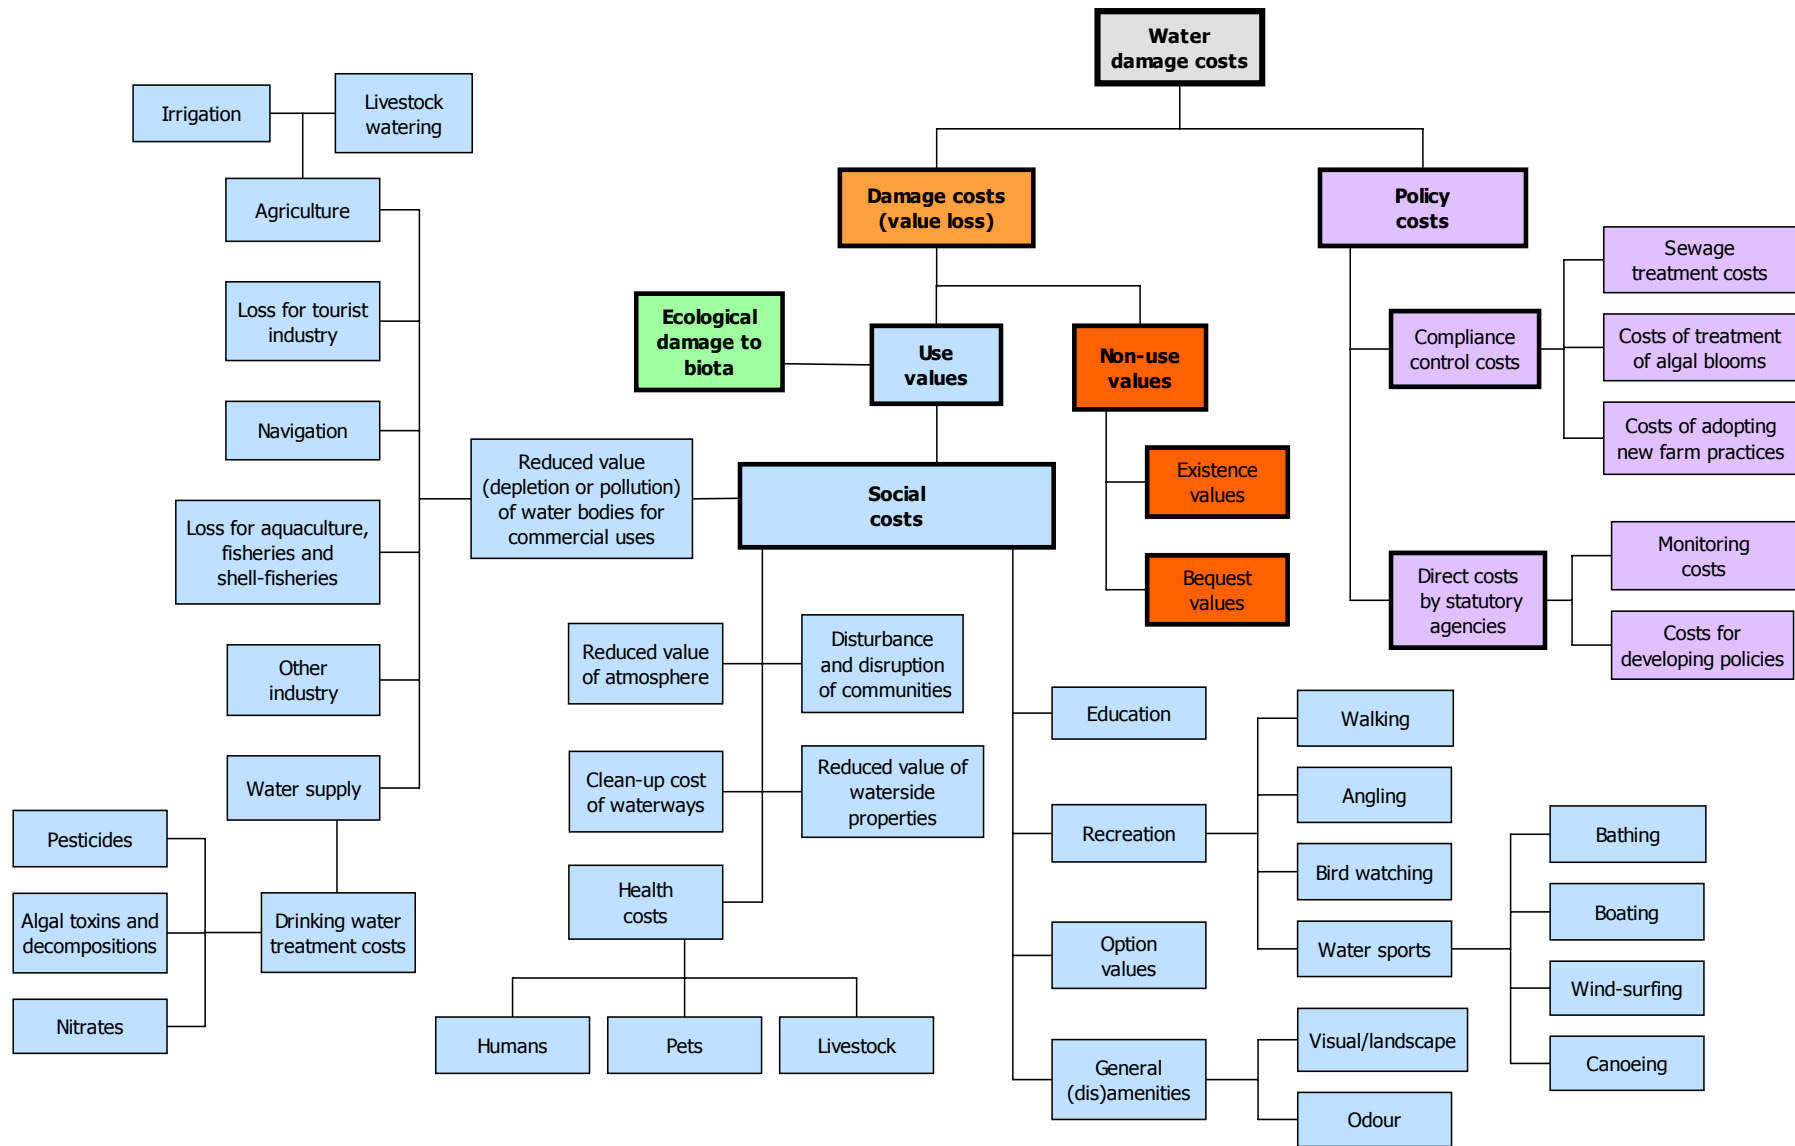 Water
damage costs
Irrigation
Livestock
watering
Damage costs
(value loss)
Policy
costs
Agriculture
Sewage
treatment costs
Loss for tourist
industry
Ecological
damage to
biota
Use
values
Non-use
values
Compliance
control costs
Costs of treatment
of algal blooms
Navigation
Costs of adopting
new farm practices
Reduced value
(depletion or pollution)
of water bodies for
commercial uses
Social
costs
Existence
values
Loss for aquaculture,
fisheries and
shell-fisheries
Bequest
values
Direct costs
by statutory
agencies
Monitoring
costs
Costs for
developing policies
Other
industry
Reduced value
of atmosphere
Disturbance
and disruption
of communities
Education
Walking
Water supply
Clean-up cost
of waterways
Reduced value of
waterside
properties
Angling
Recreation
Pesticides
Bathing
Bird watching
Health
costs
Algal toxins and
decompositions
Drinking water
treatment costs
Boating
Water sports
Option
values
Wind-surfing
Nitrates
Humans
Pets
Livestock
Visual/landscape
General
(dis)amenities
Canoeing
Odour